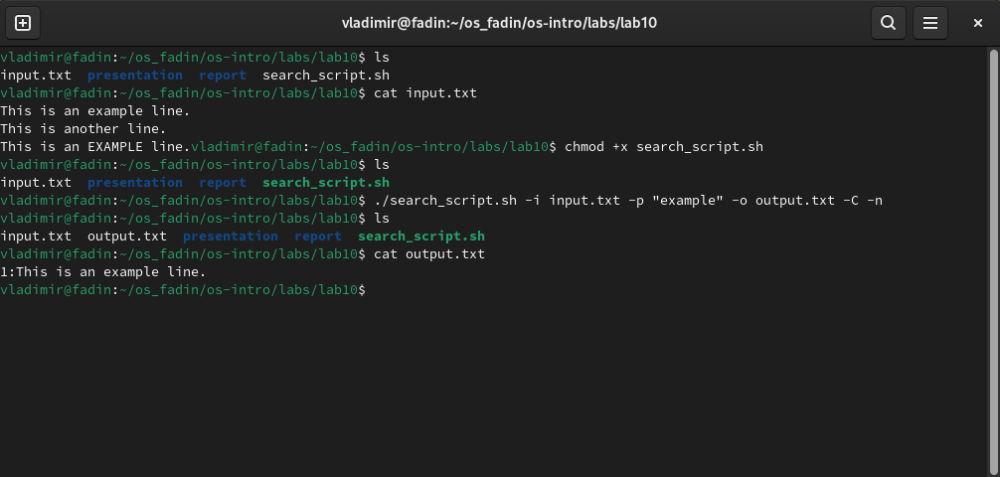 vladimir@fadin:~/os_fadin/os-intro/labs/lab10
vladimir@fadin:~/os_fadin/os-intro/labs/lab10$ ls
input.txt  presentation  report  search_script.sh
vladimir@fadin:~/os_fadin/os-intro/labs/lab10$ cat input.txt
This is an example line.
This is another line.
This is an EXAMPLE line.vladimir@fadin:~/os_fadin/os-intro/labs/lab10$ chmod +x search_script.sh
vladimir@fadin:~/os_fadin/os-intro/labs/lab10$ ls
input.txt  presentation  report  search_script.sh
vladimir@fadin:~/os_fadin/os-intro/labs/lab10$ ./search_script.sh -i input.txt -p "example" -o output.txt -C -n
vladimir@fadin:~/os_fadin/os-intro/labs/lab10$ ls
input.txt  output.txt  presentation  report  search_script.sh
vladimir@fadin:~/os_fadin/os-intro/labs/lab10$ cat output.txt
1:This is an example line.
vladimir@fadin:~/os_fadin/os-intro/labs/lab10$